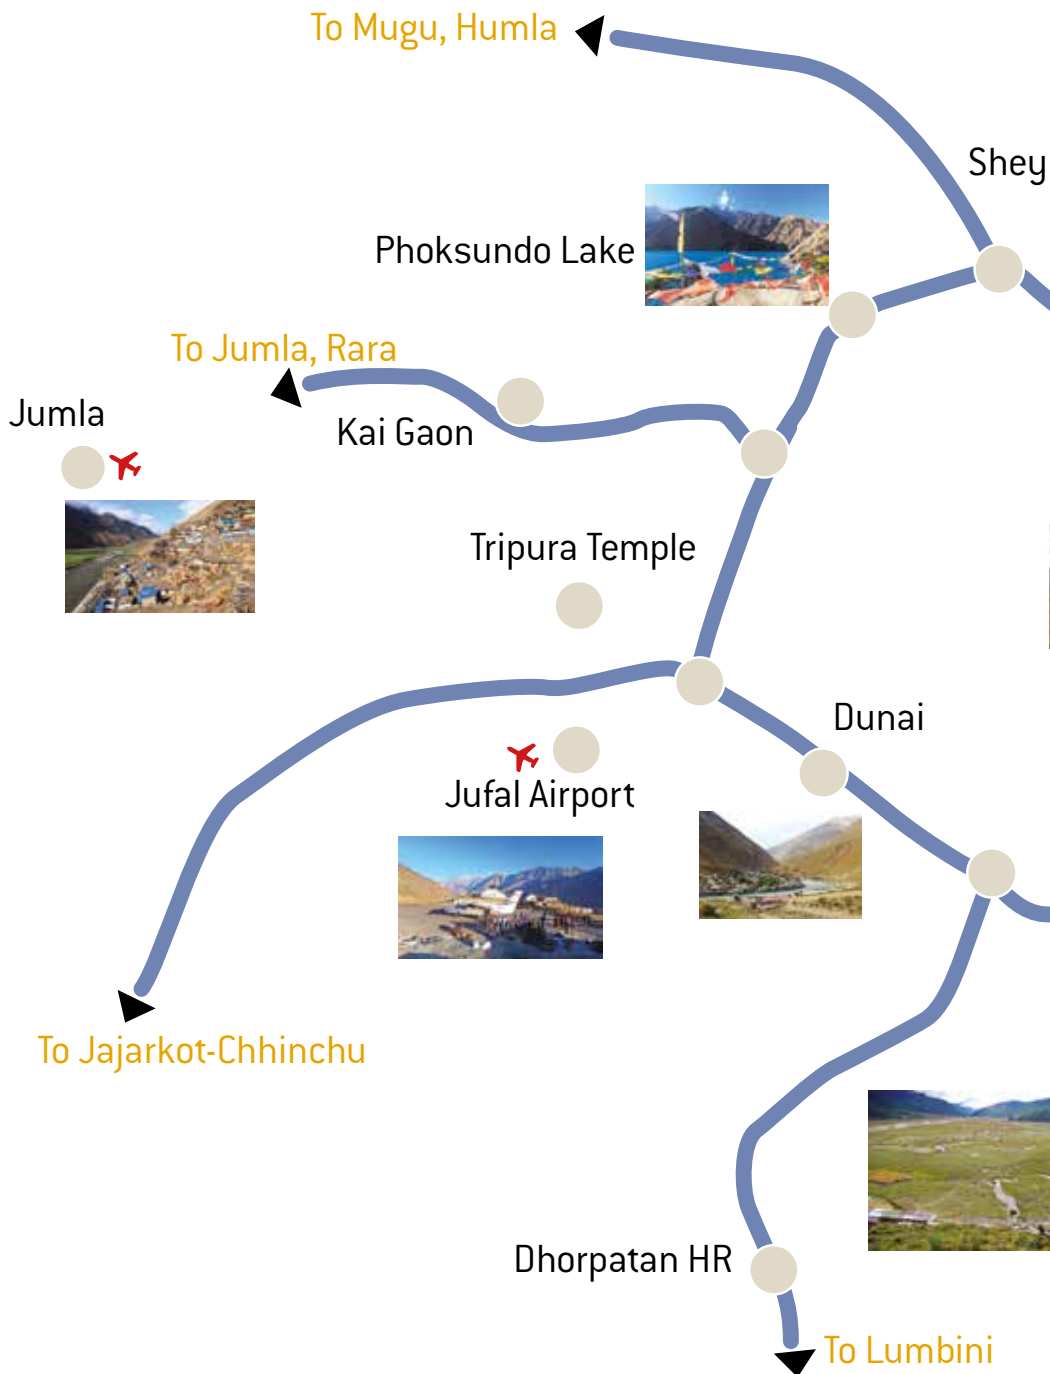 To Mugu, Humla
Shey
Phoksundo Lake
To Jumla, Rara
Jumla
Kai Gaon
Tripura Temple
Dunai
Jufal Airport
To Jajarkot-Chhinchu
Dhorpatan HR
To Lumbini